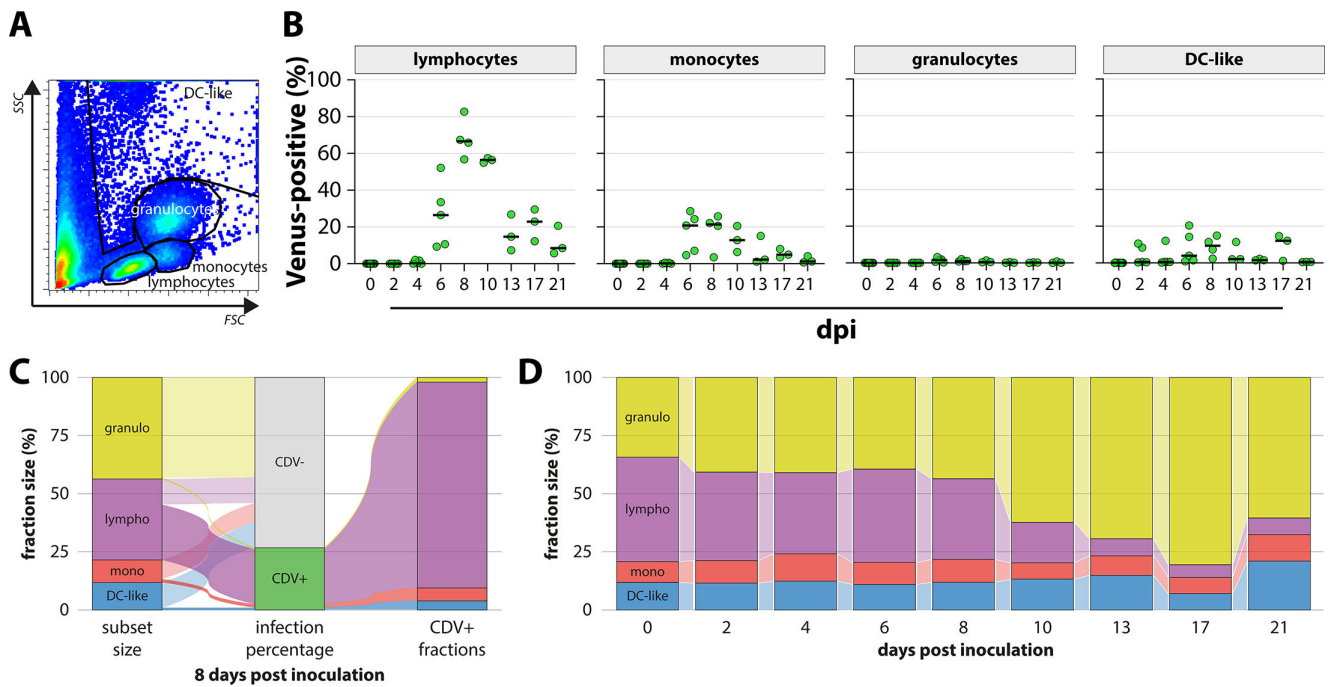 A
SSC
DC-like
granulocytes
monocytes
lymphocytes
FSC
B
lymphocytes
monocytes
granulocytes
DC-like
Venus-positive (%)
100
80
60
40
20
0
0 2 4 6 8 10 13 17 21
0 2 4 6 8 10 13 17 21
0 2 4 6 8 10 13 17 21
0 2 4 6 8 10 13 17 21
dpi
C
fraction size (%)
100
75
50
25
0
granulo
lympho
mono
DC-like
CDV-
CDV+
subset size
infection percentage
CDV+ fractions
8 days post inoculation
D
fraction size (%)
100
75
50
25
0
granulo
lympho
mono
DC-like
0 2 4 6 8 10 13 17 21
days post inoculation